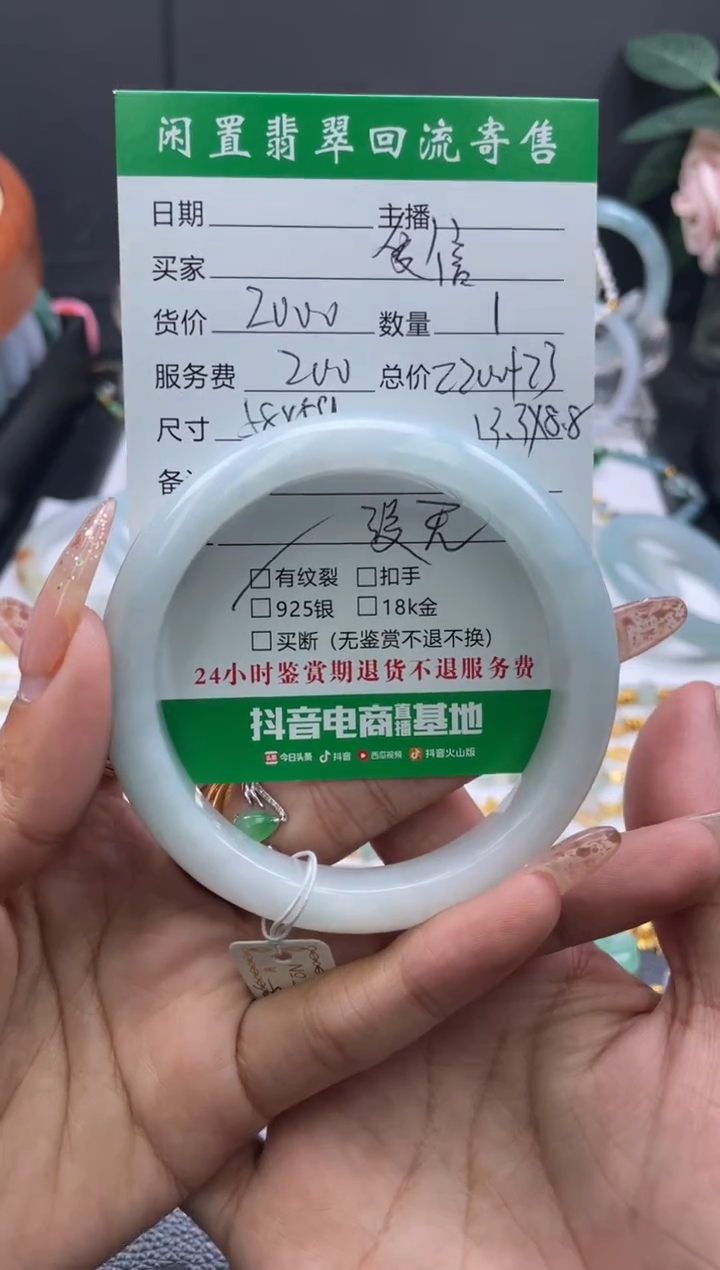 闲置翡翠回流寄售
日期 主播
买家
货价 2000 数量 1
服务费 200 总价 2200+23
尺寸 13.3X8.8
备
□有纹裂 □扣手
□925银 □18k金
□买断（无鉴赏不退不换）
24小时鉴赏期退货不退服务费
抖音电商直播基地
头条 今日头条 抖音 西瓜视频 抖音火山版
NO